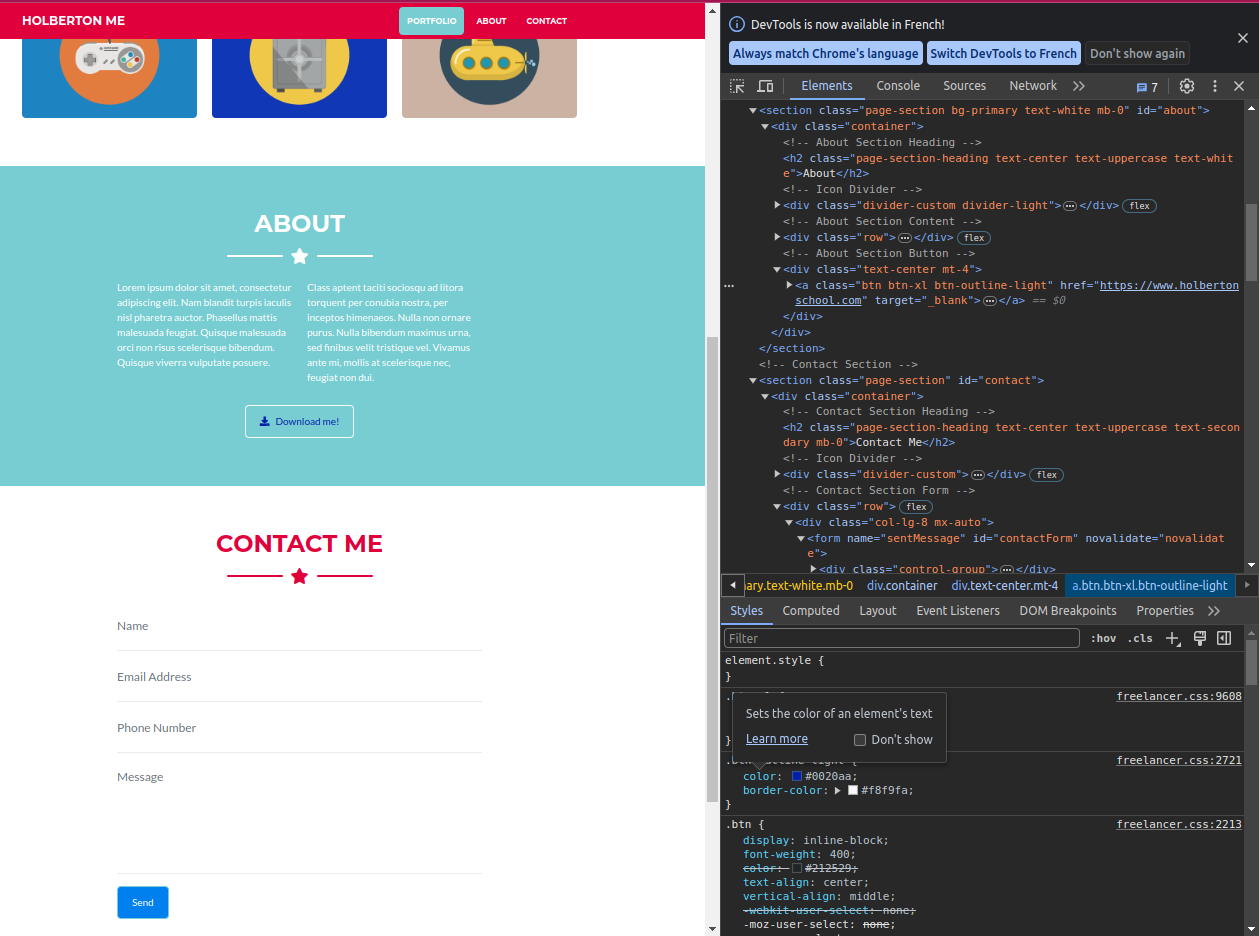 HOLBERTON ME
PORTFOLIO ABOUT CONTACT
ABOUT
Lorem ipsum dolor sit amet, consectetur
adipiscing elit. Nam blandit turpis iaculis
nisl pharetra auctor. Phasellus mattis
malesuada feugiat. Quisque malesuada
orci non risus scelerisque bibendum.
Quisque viverra vulputate posuere.
Class aptent taciti sociosqu ad litora
torquent per conubia nostra, per
inceptos himenaeos. Nulla non ornare
purus. Nulla bibendum maximus urna,
sed finibus velit tristique vel. Vivamus
ante mi, mollis at scelerisque nec,
feugiat non dui.
Download me!
CONTACT ME
Name
Email Address
Phone Number
Message
Send
DevTools is now available in French!
Always match Chrome's language Switch DevTools to French Don't show again
Elements Console Sources Network 7
<section class="page-section bg-primary text-white mb-0" id="about">
<div class="container">
<!-- About Section Heading -->
<h2 class="page-section-heading text-center text-uppercase text-whit
e">About</h2>
<!-- Icon Divider -->
<div class="divider-custom divider-light">…</div> flex
<!-- About Section Content -->
<div class="row">…</div> flex
<!-- About Section Button -->
<div class="text-center mt-4">
<a class="btn btn-xl btn-outline-light" href="https://www.holberton
school.com" target="_blank">…</a> == $0
</div>
</div>
</section>
<!-- Contact Section -->
<section class="page-section" id="contact">
<div class="container">
<!-- Contact Section Heading -->
<h2 class="page-section-heading text-center text-uppercase text-secon
dary mb-0">Contact Me</h2>
<!-- Icon Divider -->
<div class="divider-custom">…</div> flex
<!-- Contact Section Form -->
<div class="row"> flex
<div class="col-lg-8 mx-auto">
<form name="sentMessage" id="contactForm" novalidate="novalidat
e">
<div class="control-group">…</div>
ary.text-white.mb-0 div.container div.text-center.mt-4 a.btn.btn-xl.btn-outline-light
Styles Computed Layout Event Listeners DOM Breakpoints Properties
Filter :hov .cls
element.style {
}
freelancer.css:9608
Sets the color of an element's text
Learn more Don't show
}
freelancer.css:2721
color: #0020aa;
border-color: #f8f9fa;
}
.btn { freelancer.css:2213
display: inline-block;
font-weight: 400;
color: #212529;
text-align: center;
vertical-align: middle;
-webkit-user-select: none;
-moz-user-select: none;